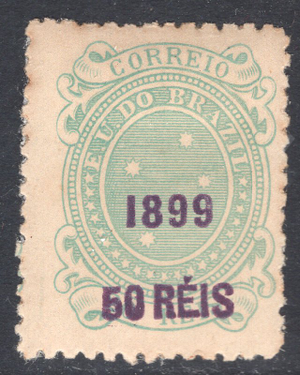 CORREIO
E. U. DO BRAZIL
1899
50 RÉIS